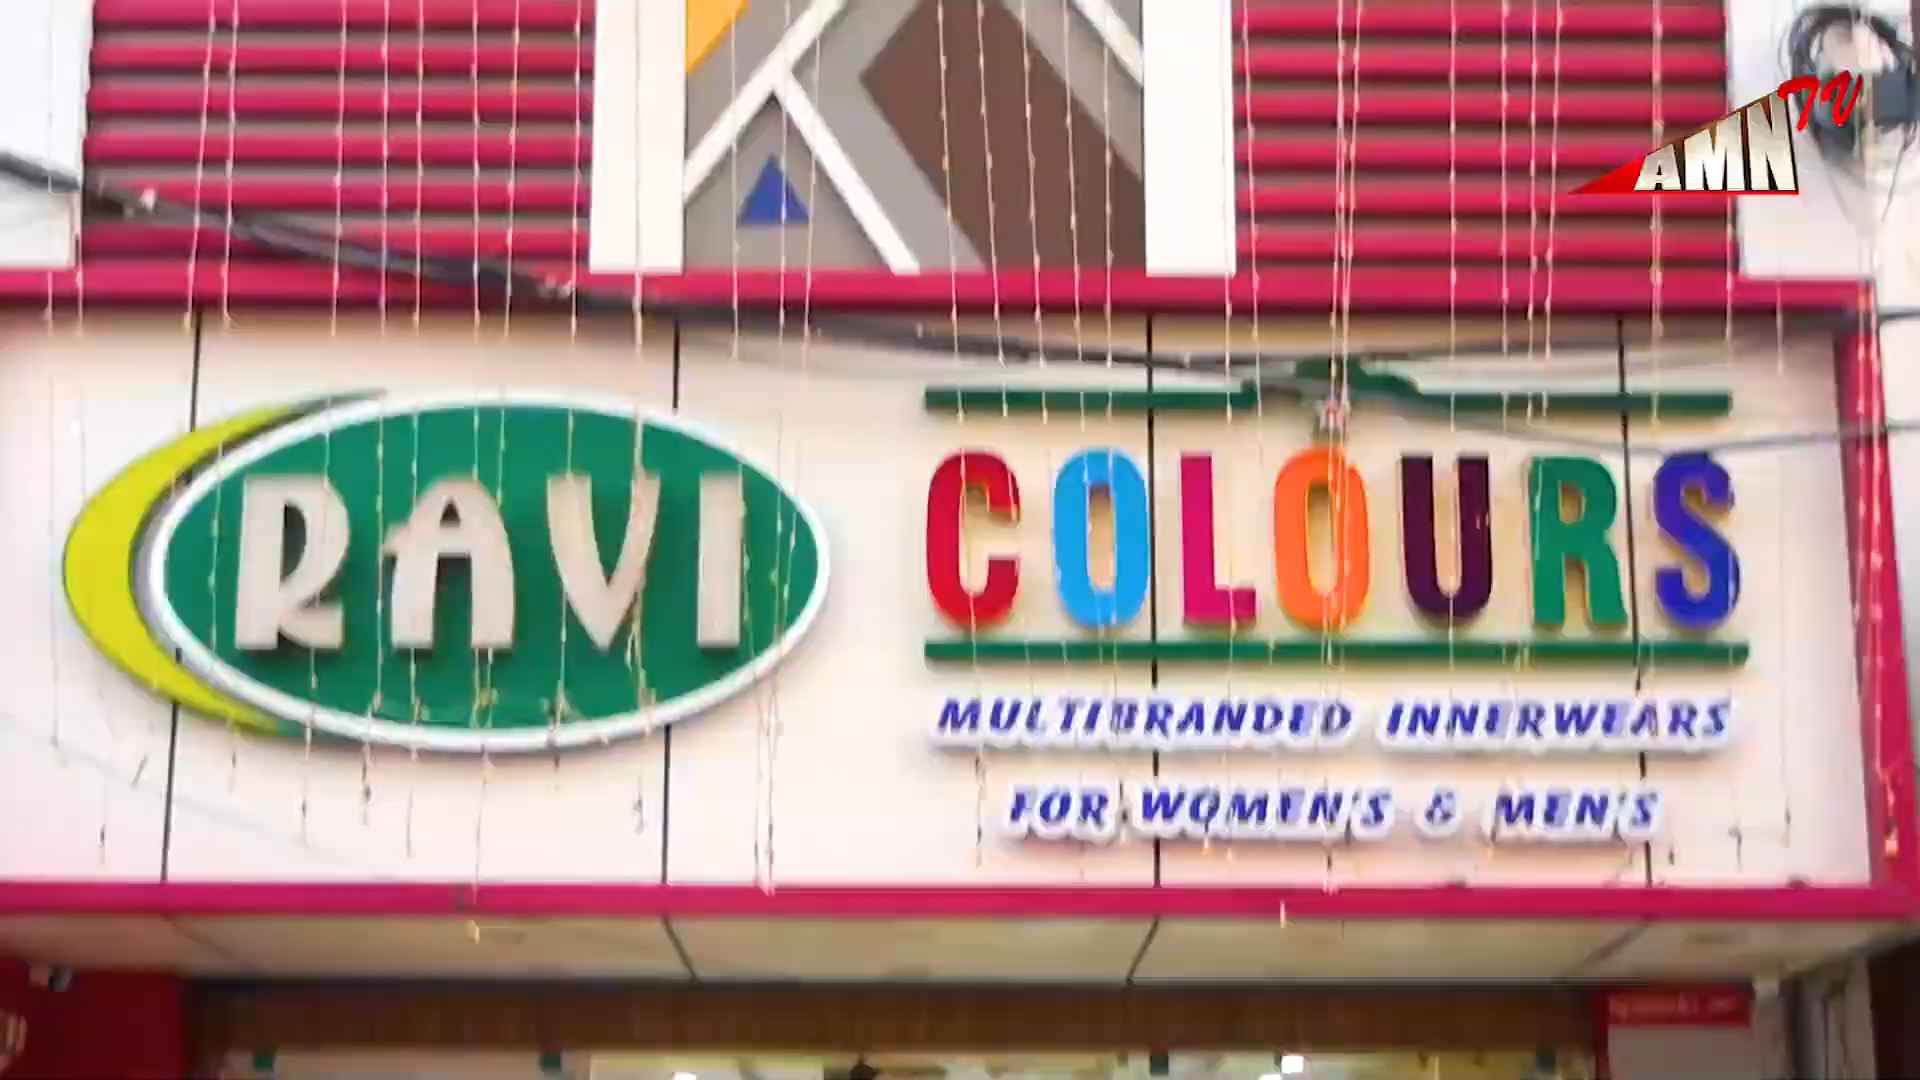 AMN TV
RAVI
COLOURS
MULTIBRANDED INNERWEARS
FOR WOMEN'S & MEN'S